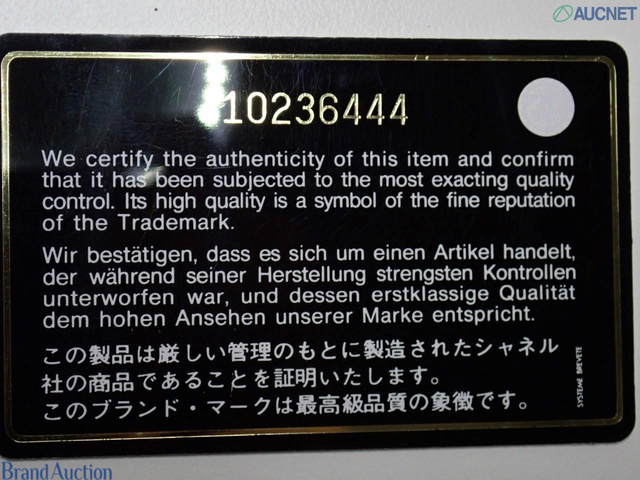 AUCNET
10236444
We certify the authenticity of this item and confirm
that it has been subjected to the most exacting quality
control. Its high quality is a symbol of the fine reputation
of the Trademark.
Wir bestätigen, dass es sich um einen Artikel handelt,
der während seiner Herstellung strengsten Kontrollen
unterworfen war, und dessen erstklassige Qualität
dem hohen Ansehen unserer Marke entspricht.
この製品は厳しい管理のもとに製造されたシャネル
社の商品であることを証明いたします。
このブランド・マークは最高級品質の象徴です。
SYSTEME BREVETE
Brand Auction